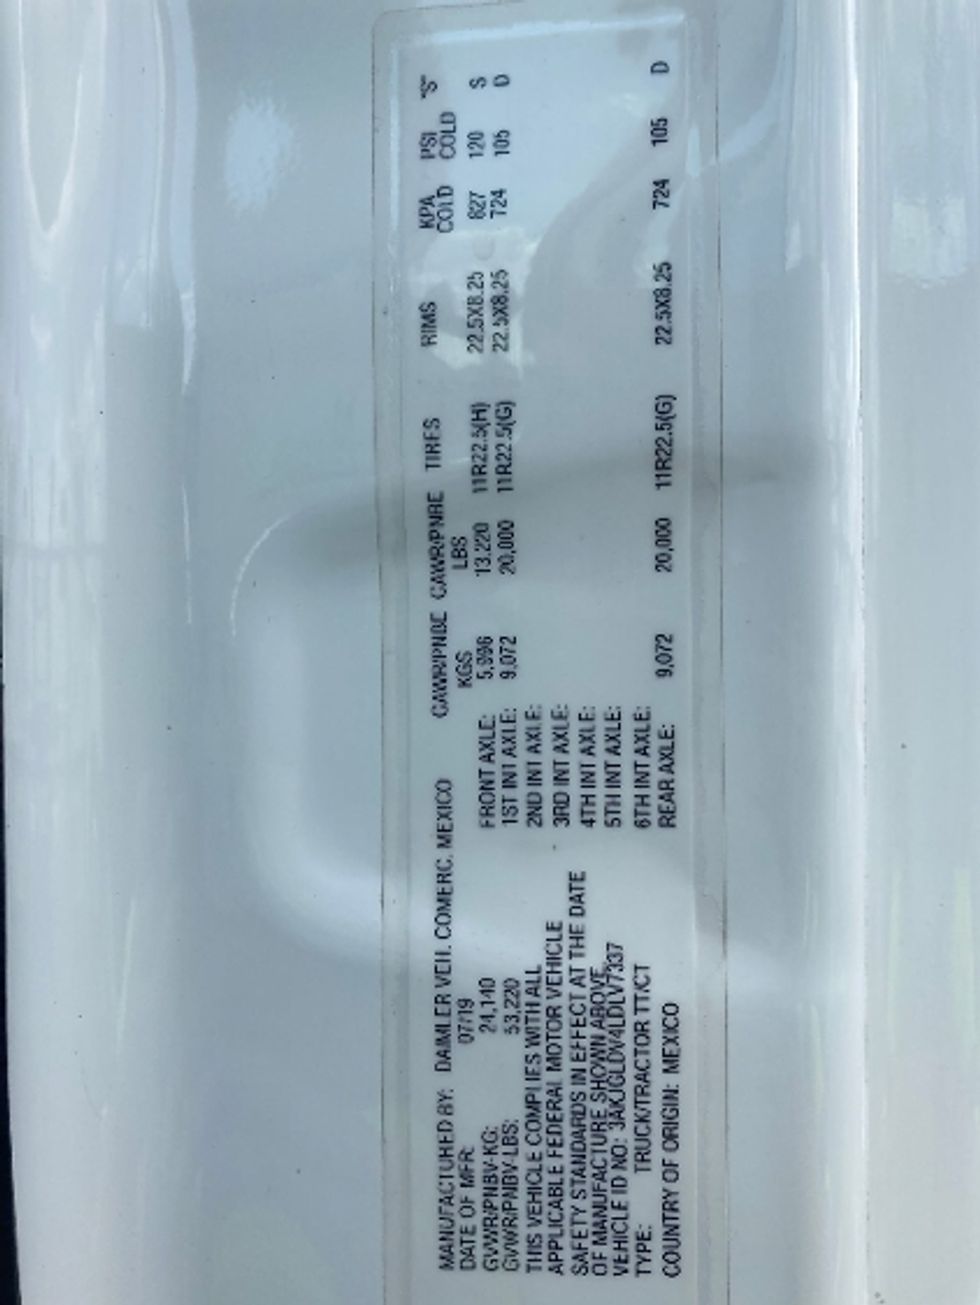 MANUFACTURED BY: DAIMLER VEH. COMERC. MEXICO
DATE OF MFR: 07/19
GVWR/PNBV-KG: 24,140
GVWR/PNBV-LBS: 53,220
THIS VEHICLE COMPLIES WITH ALL
APPLICABLE FEDERAL MOTOR VEHICLE
SAFETY STANDARDS IN EFFECT AT THE DATE
OF MANUFACTURE SHOWN ABOVE.
VEHICLE ID NO: 3AKJGLDV4LDLV7337
TYPE: TRUCK/TRACTOR TT/CT
COUNTRY OF ORIGIN: MEXICO
GAWR/PNBE GAWR/PNBE TIRES RIMS KPA PSI "S"
KGS LBS COLD COLD
FRONT AXLE: 5,996 13,220 11R22.5(H) 22.5X8.25 827 120 S
1ST INT AXLE: 9,072 20,000 11R22.5(G) 22.5X8.25 724 105 D
2ND INT AXLE:
3RD INT AXLE:
4TH INT AXLE:
5TH INT AXLE:
6TH INT AXLE:
REAR AXLE: 9,072 20,000 11R22.5(G) 22.5X8.25 724 105 D